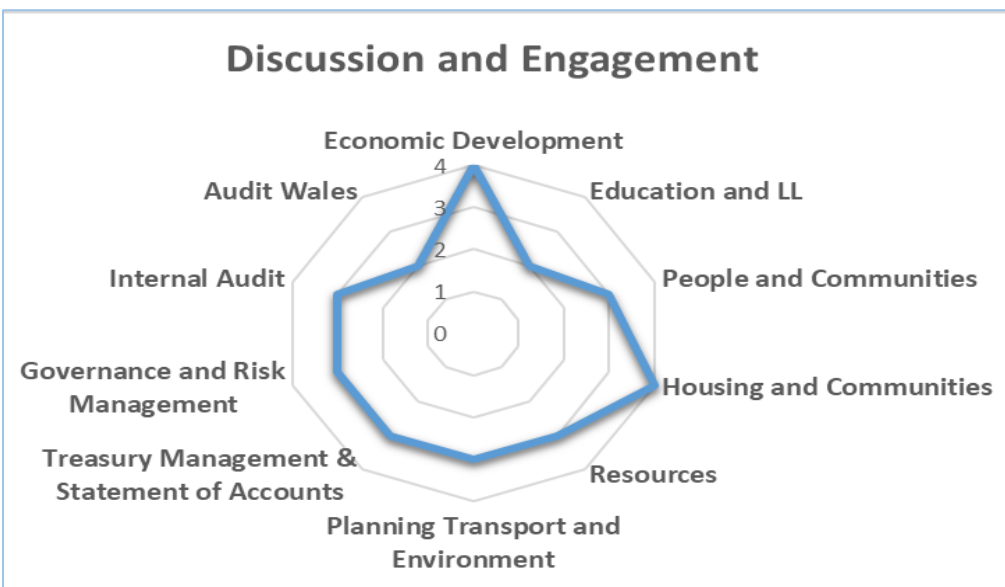 Discussion and Engagement
Economic Development
4
Audit Wales
Education and LL
3
2
Internal Audit
People and Communities
1
0
Governance and Risk
Management
Housing and Communities
Treasury Management &
Statement of Accounts
Resources
Planning Transport and
Environment